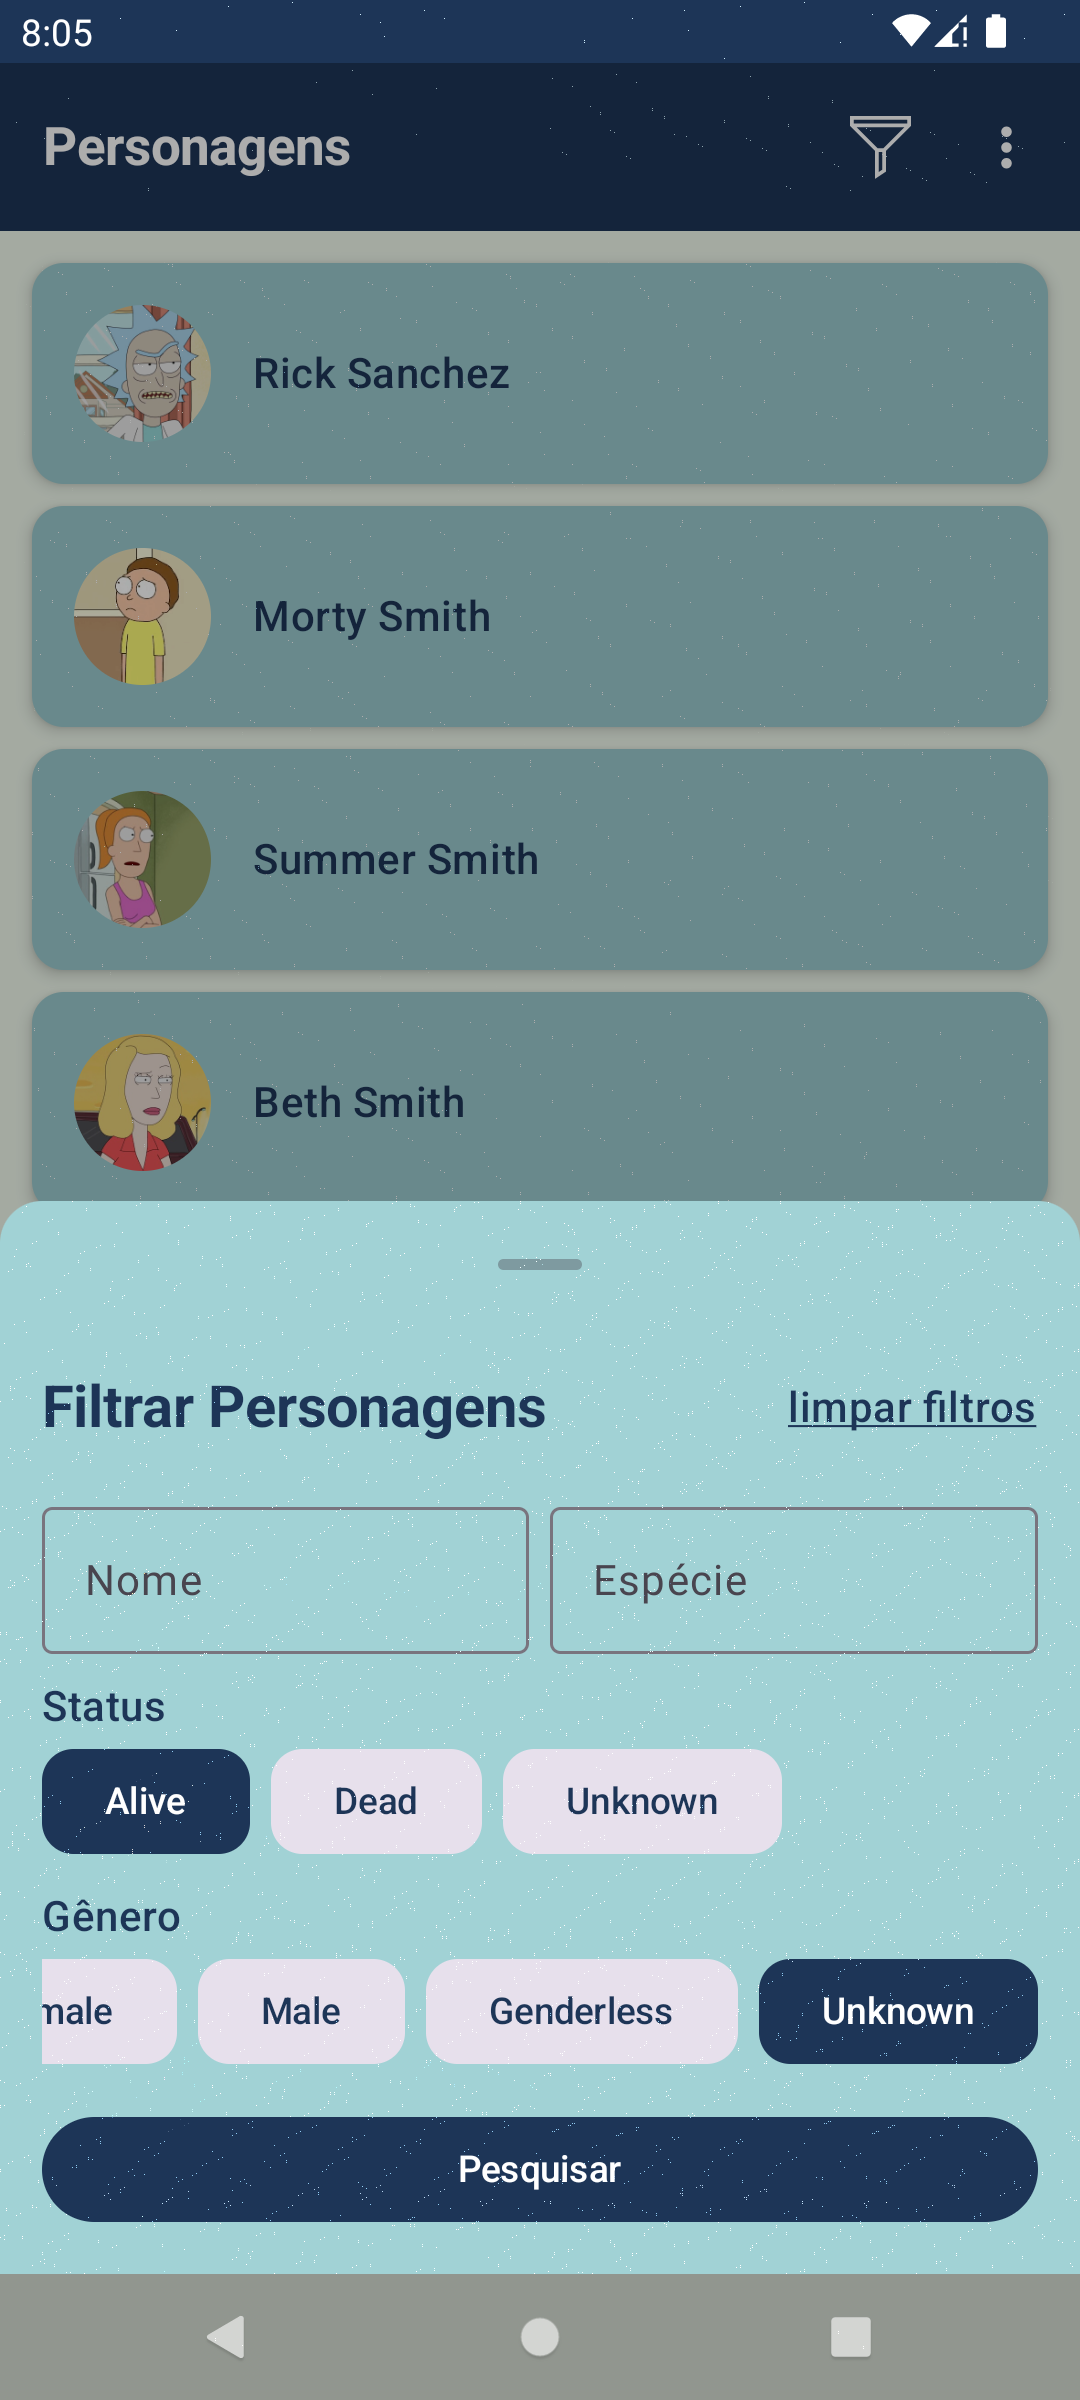 8:05
Personagens
Rick Sanchez
Morty Smith
Summer Smith
Beth Smith
Filtrar Personagens
limpar filtros
Nome
Espécie
Status
Alive
Dead
Unknown
Gênero
male
Male
Genderless
Unknown
Pesquisar